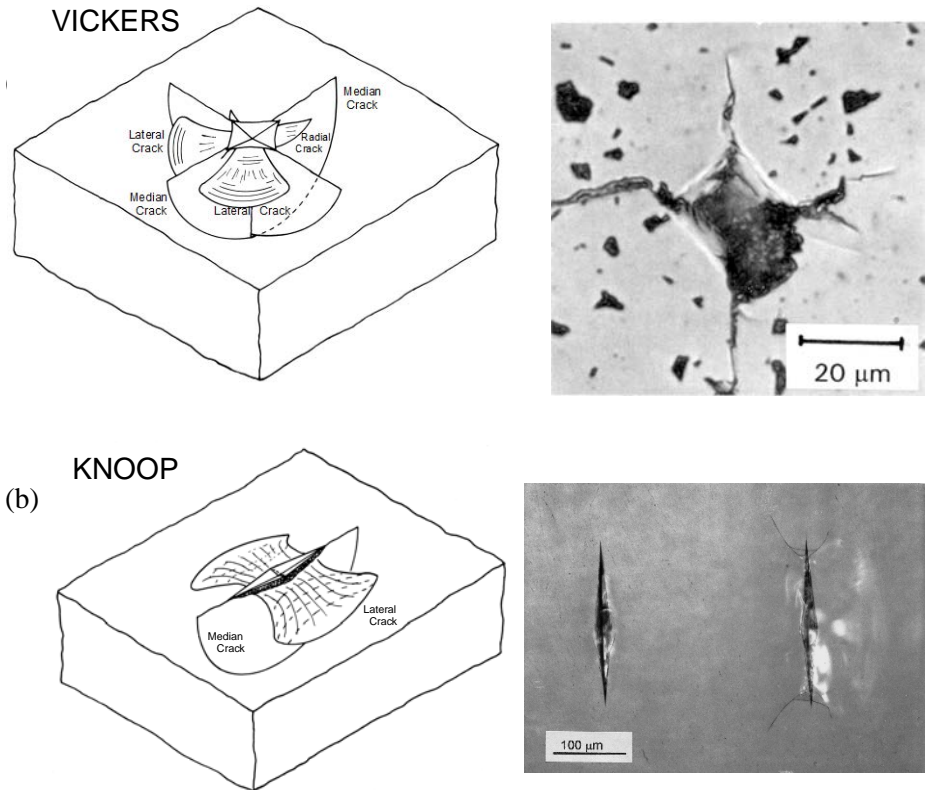 VICKERS
Median
Crack
Lateral
Crack
Radial
Crack
Median
Crack
Lateral Crack
20 μm
KNOOP
(b)
Median
Crack
Lateral
Crack
100 μm